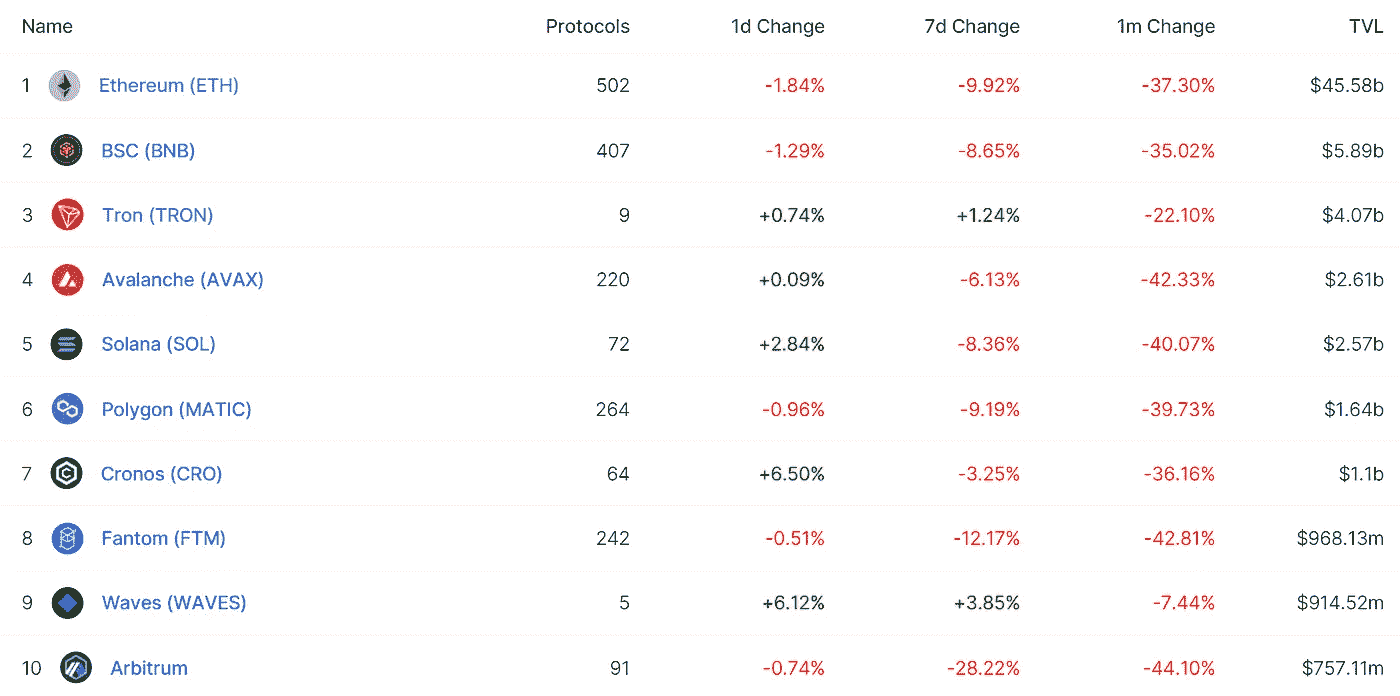 Name Protocols 1d Change 7d Change 1m Change TVL
1 Ethereum (ETH) 502 -1.84% -9.92% -37.30% $45.58b
2 BSC (BNB) 407 -1.29% -8.65% -35.02% $5.89b
3 Tron (TRON) 9 +0.74% +1.24% -22.10% $4.07b
4 Avalanche (AVAX) 220 +0.09% -6.13% -42.33% $2.61b
5 Solana (SOL) 72 +2.84% -8.36% -40.07% $2.57b
6 Polygon (MATIC) 264 -0.96% -9.19% -39.73% $1.64b
7 Cronos (CRO) 64 +6.50% -3.25% -36.16% $1.1b
8 Fantom (FTM) 242 -0.51% -12.17% -42.81% $968.13m
9 Waves (WAVES) 5 +6.12% +3.85% -7.44% $914.52m
10 Arbitrum 91 -0.74% -28.22% -44.10% $757.11m